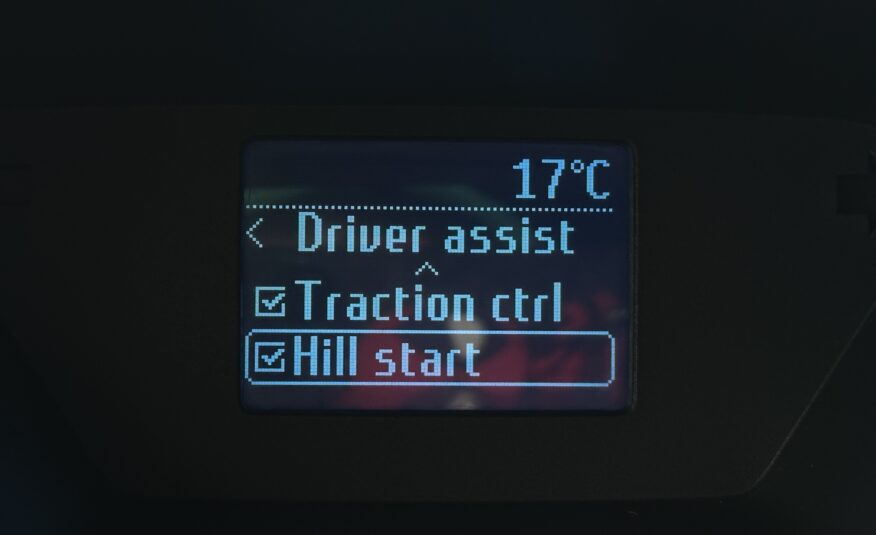 17°C
< Driver assist
^
☑ Traction ctrl
☑ Hill start